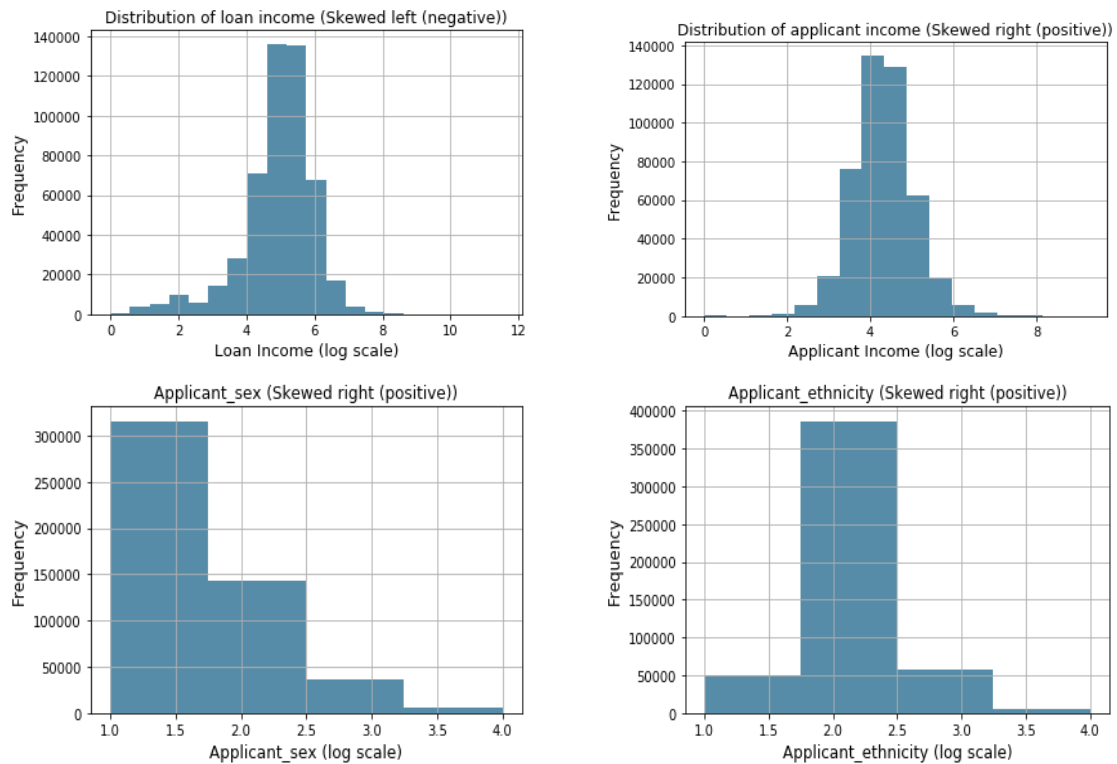 Distribution of loan income (Skewed left (negative))
140000
120000
100000
80000
60000
40000
20000
0
Frequency
0 2 4 6 8 10 12
Loan Income (log scale)
Distribution of applicant income (Skewed right (positive))
140000
120000
100000
80000
60000
40000
20000
0
Frequency
0 2 4 6 8
Applicant Income (log scale)
Applicant_sex (Skewed right (positive))
300000
250000
200000
150000
100000
50000
0
Frequency
1.0 1.5 2.0 2.5 3.0 3.5 4.0
Applicant_sex (log scale)
Applicant_ethnicity (Skewed right (positive))
400000
350000
300000
250000
200000
150000
100000
50000
0
Frequency
1.0 1.5 2.0 2.5 3.0 3.5 4.0
Applicant_ethnicity (log scale)